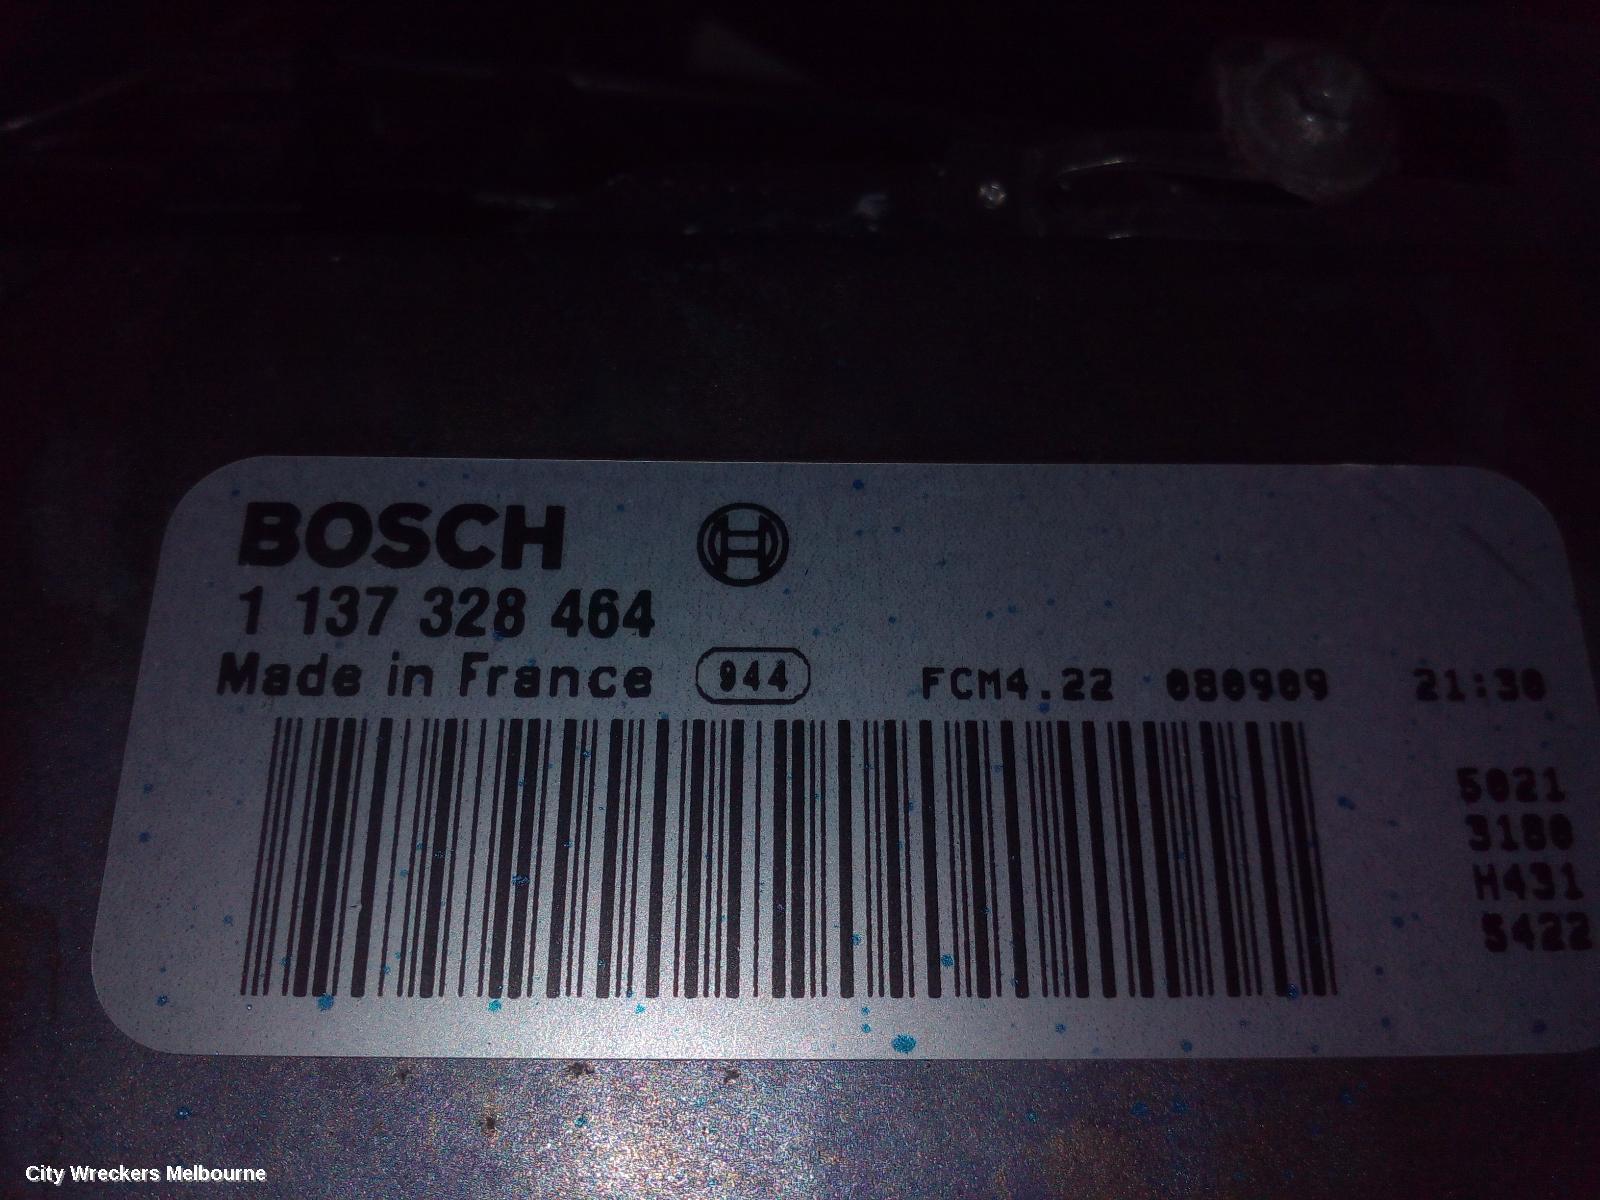 BOSCH
1 137 328 464
Made in France 944 FCM4.22 080909 21:30
5021
3180
H431
5422
City Wreckers Melbourne